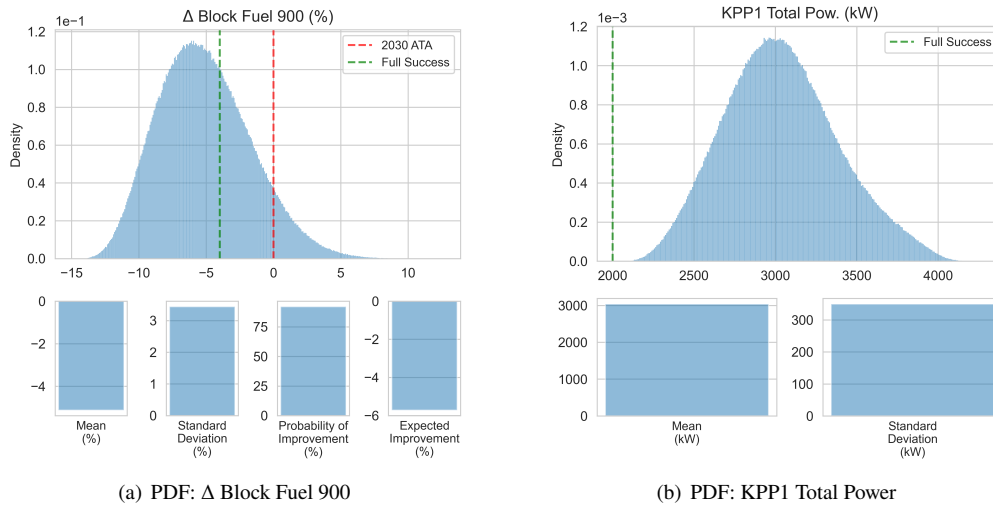 Δ Block Fuel 900 (%)
1e−1
1.2
1.0
0.8
0.6
0.4
0.2
0.0
Density
2030 ATA
Full Success
−15
−10
−5
0
5
10
0
−2
−4
Mean
(%)
3
2
1
0
Standard
Deviation
(%)
75
50
25
0
Probability of
Improvement
(%)
0
−2
−4
−6
Expected
Improvement
(%)
(a) PDF: Δ Block Fuel 900
KPP1 Total Pow. (kW)
1e−3
1.2
1.0
0.8
0.6
0.4
0.2
0.0
Density
Full Success
2000
2500
3000
3500
4000
3000
2000
1000
0
Mean
(kW)
300
200
100
0
Standard
Deviation
(kW)
(b) PDF: KPP1 Total Power